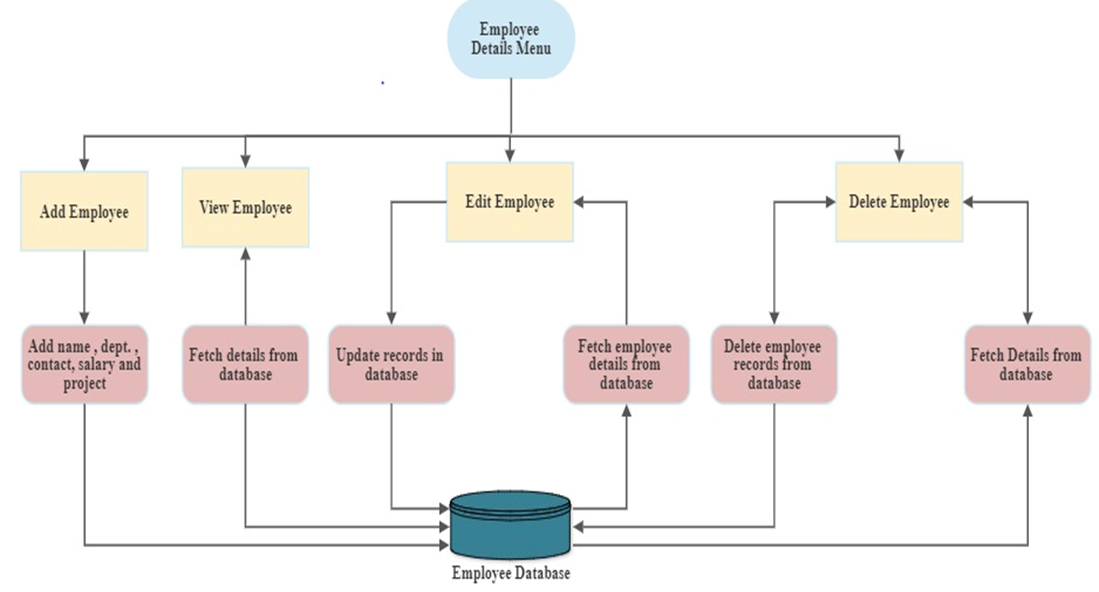 Employee
Details Menu
Add Employee
View Employee
Edit Employee
Delete Employee
Add name , dept. ,
contact, salary and
project
Fetch details from
database
Update records in
database
Fetch employee
details from
database
Delete employee
records from
database
Fetch Details from
database
Employee Database